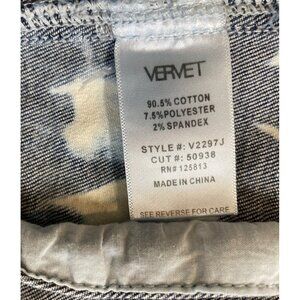 VERVET
90.5% COTTON
7.5% POLYESTER
2% SPANDEX
STYLE #: V2297J
CUT #: 50938
RN# 125813
MADE IN CHINA
SEE REVERSE FOR CARE